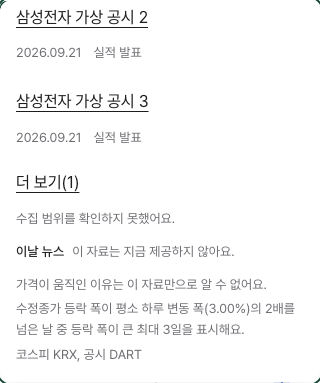 삼성전자 가상 공시 2
2026.09.21 실적 발표
삼성전자 가상 공시 3
2026.09.21 실적 발표
더 보기(1)
수집 범위를 확인하지 못했어요.
이날 뉴스 이 자료는 지금 제공하지 않아요.
가격이 움직인 이유는 이 자료만으로 알 수 없어요.
수정종가 등락 폭이 평소 하루 변동 폭(3.00%)의 2배를
넘은 날 중 등락 폭이 큰 최대 3일을 표시해요.
코스피 KRX, 공시 DART